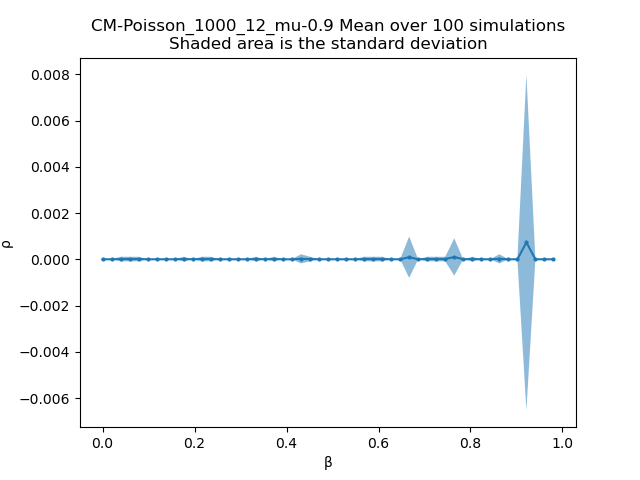 CM-Poisson_1000_12_mu-0.9 Mean over 100 simulations
Shaded area is the standard deviation
0.008
0.006
0.004
0.002
0.000
−0.002
−0.004
−0.006
ρ
0.0 0.2 0.4 0.6 0.8 1.0
β